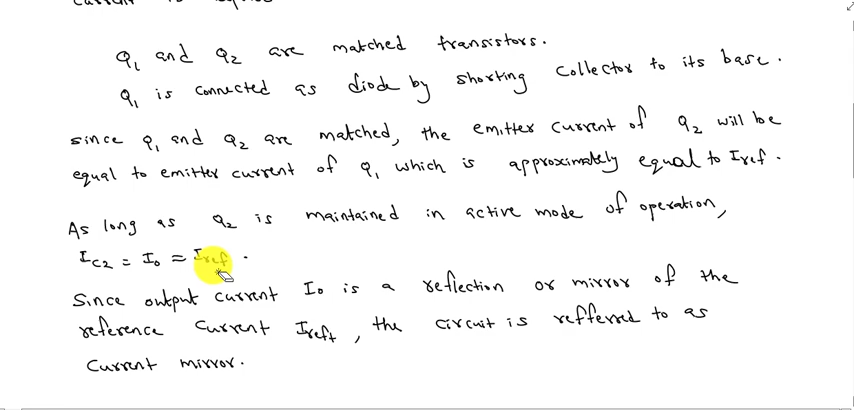 Q1 and Q2 are matched transistors.
Q1 is connected as diode by shorting collector to its base.
since Q1 and Q2 are matched, the emitter current of Q2 will be
equal to emitter current of Q1 which is approximately equal to Iref.
As long as Q2 is maintained in active mode of operation,
IC2 = Io ≈ Iref.
Since output current Io is a reflection or mirror of the
reference current Ireft, the circuit is refferred to as
current mirror.